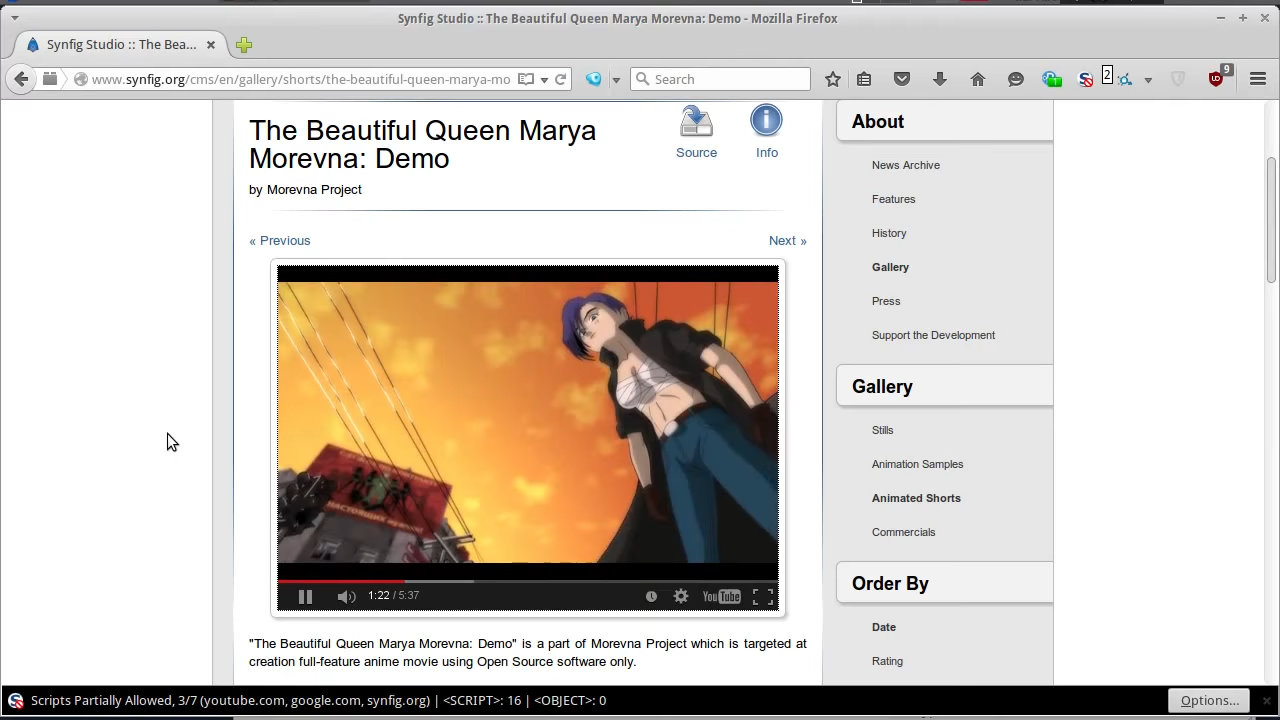 Synfig Studio :: The Beautiful Queen Marya Morevna: Demo - Mozilla Firefox
Synfig Studio :: The Bea...
www.synfig.org/cms/en/gallery/shorts/the-beautiful-queen-marya-mo
Search
2
9
The Beautiful Queen Marya
Morevna: Demo
by Morevna Project
Source
Info
« Previous
Next »
НАСТОЯЩИХ
1:22 / 5:37
YouTube
"The Beautiful Queen Marya Morevna: Demo" is a part of Morevna Project which is targeted at
creation full-feature anime movie using Open Source software only.
About
News Archive
Features
History
Gallery
Press
Support the Development
Gallery
Stills
Animation Samples
Animated Shorts
Commercials
Order By
Date
Rating
Scripts Partially Allowed, 3/7 (youtube.com, google.com, synfig.org) | <SCRIPT>: 16 | <OBJECT>: 0
Options...